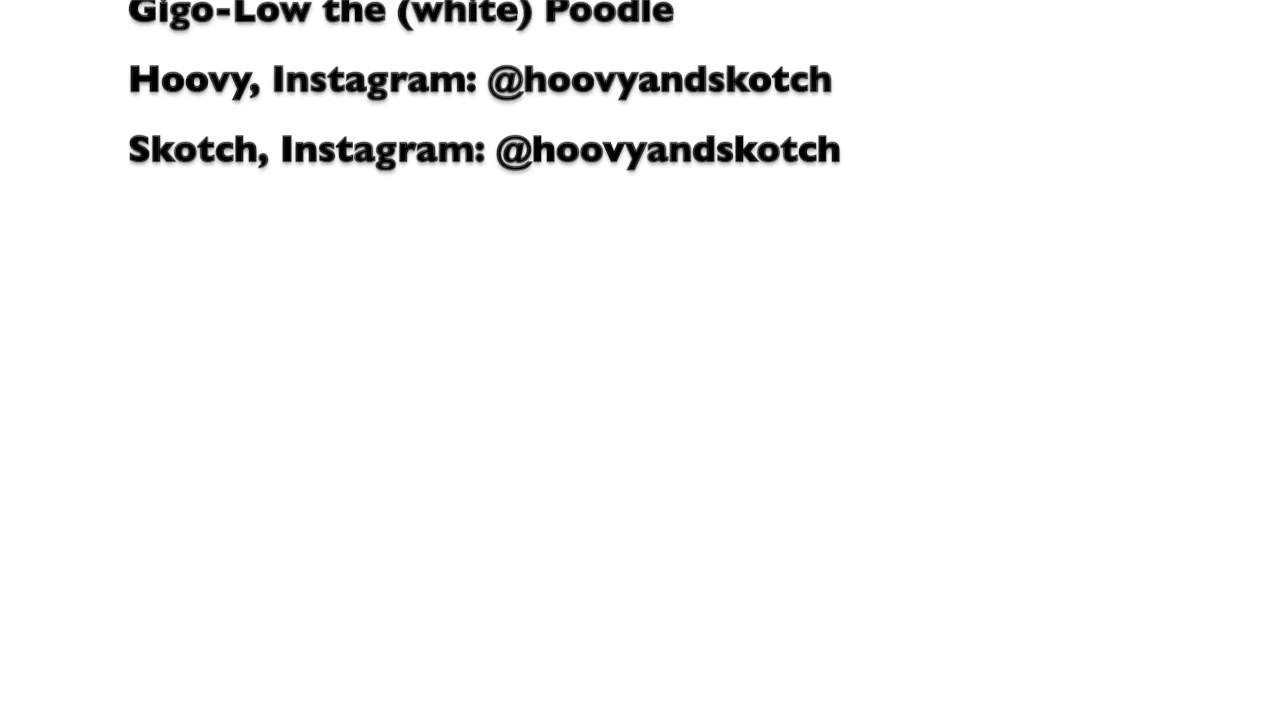 Gigo-Low the (white) Poodle
Hoovy, Instagram: @hoovyandskotch
Skotch, Instagram: @hoovyandskotch